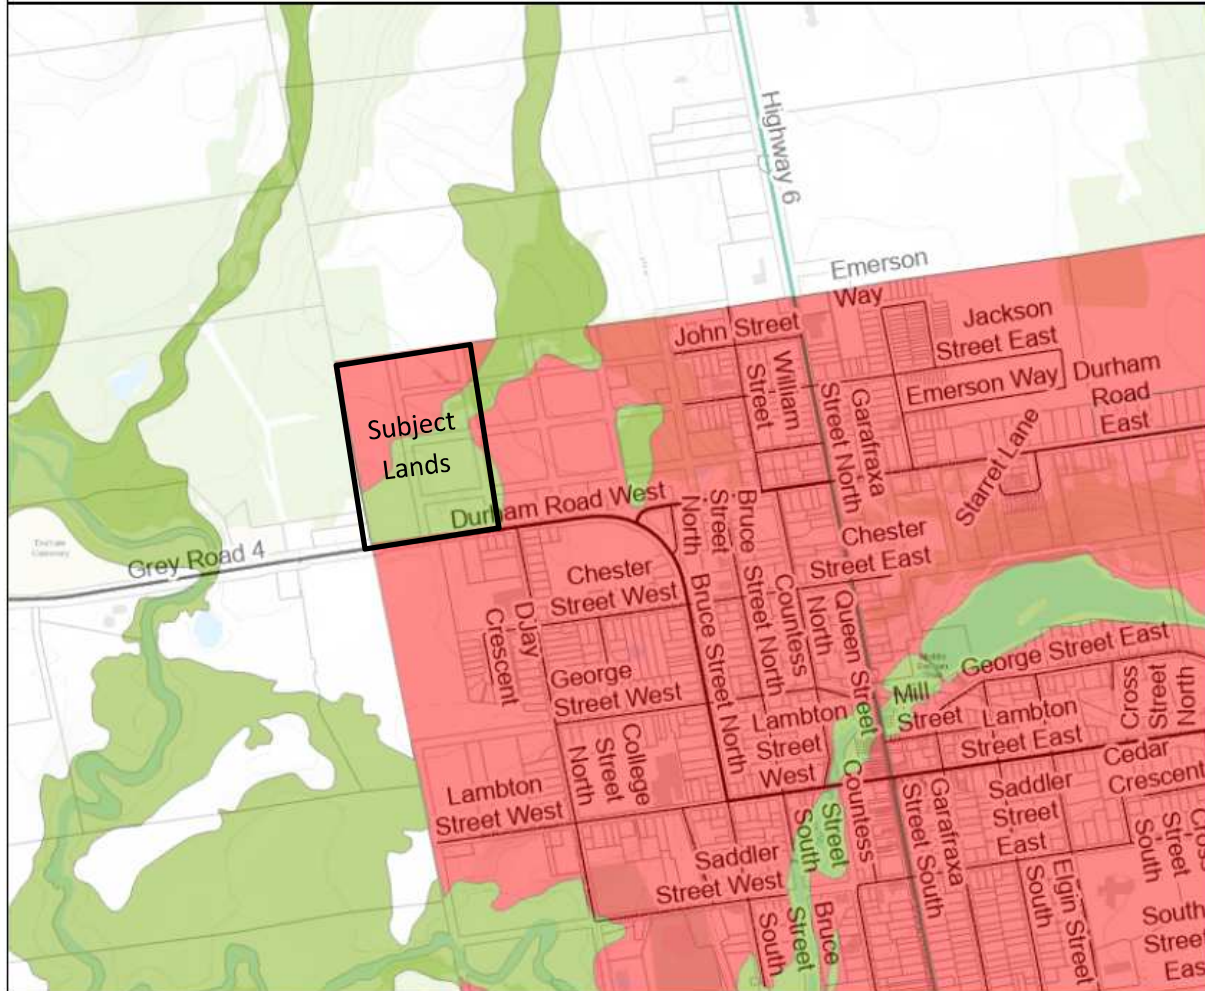 Highway 6
Emerson
Way
John Street
Jackson
Street East
William
Street
Emerson Way
Durham
Road
East
Garafraxa
Street North
Starret Lane
Subject
Lands
Durham Road West
Bruce
Street
North
Bruce
Street North
Chester
Street East
Grey Road 4
Chester
Street West
DJay
Crescent
Bruce Street North
Countess
North
Queen Street
George Street East
George
Street West
Mill
Street
Lambton
Street East
Cross
Street
North
Lambton
Street
West
College
Street
North
Cedar
Crescent
Lambton
Street West
Countess
Street
South
Garafraxa
Street South
Saddler
Street
East
Saddler
Street West
Cross
Street
South
Elgin Street
South
South
Street
East
Bruce
Street
South